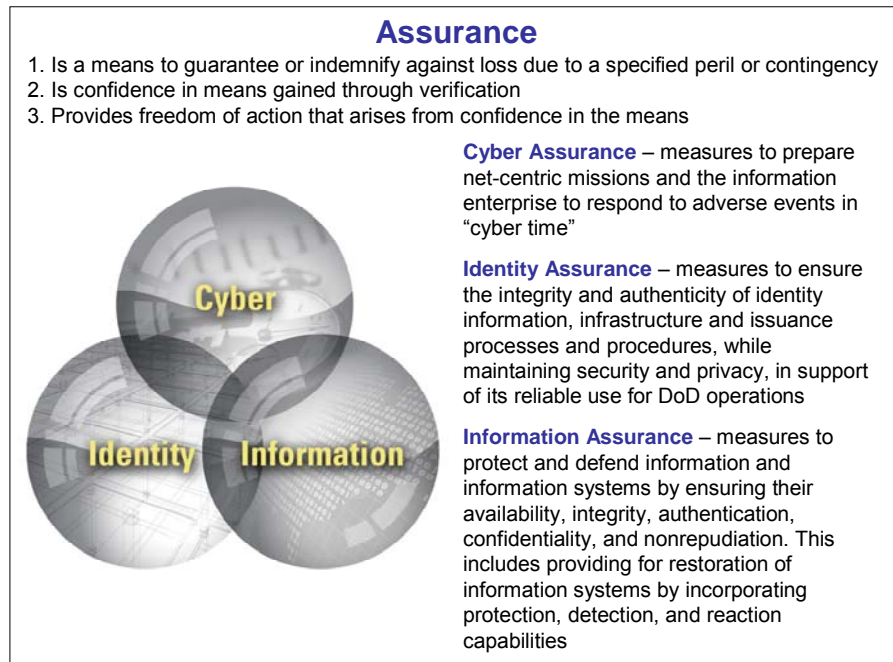 Assurance
1. Is a means to guarantee or indemnify against loss due to a specified peril or contingency
2. Is confidence in means gained through verification
3. Provides freedom of action that arises from confidence in the means
Cyber
Identity
Information
Cyber Assurance – measures to prepare
net-centric missions and the information
enterprise to respond to adverse events in
“cyber time”
Identity Assurance – measures to ensure
the integrity and authenticity of identity
information, infrastructure and issuance
processes and procedures, while
maintaining security and privacy, in support
of its reliable use for DoD operations
Information Assurance – measures to
protect and defend information and
information systems by ensuring their
availability, integrity, authentication,
confidentiality, and nonrepudiation. This
includes providing for restoration of
information systems by incorporating
protection, detection, and reaction
capabilities